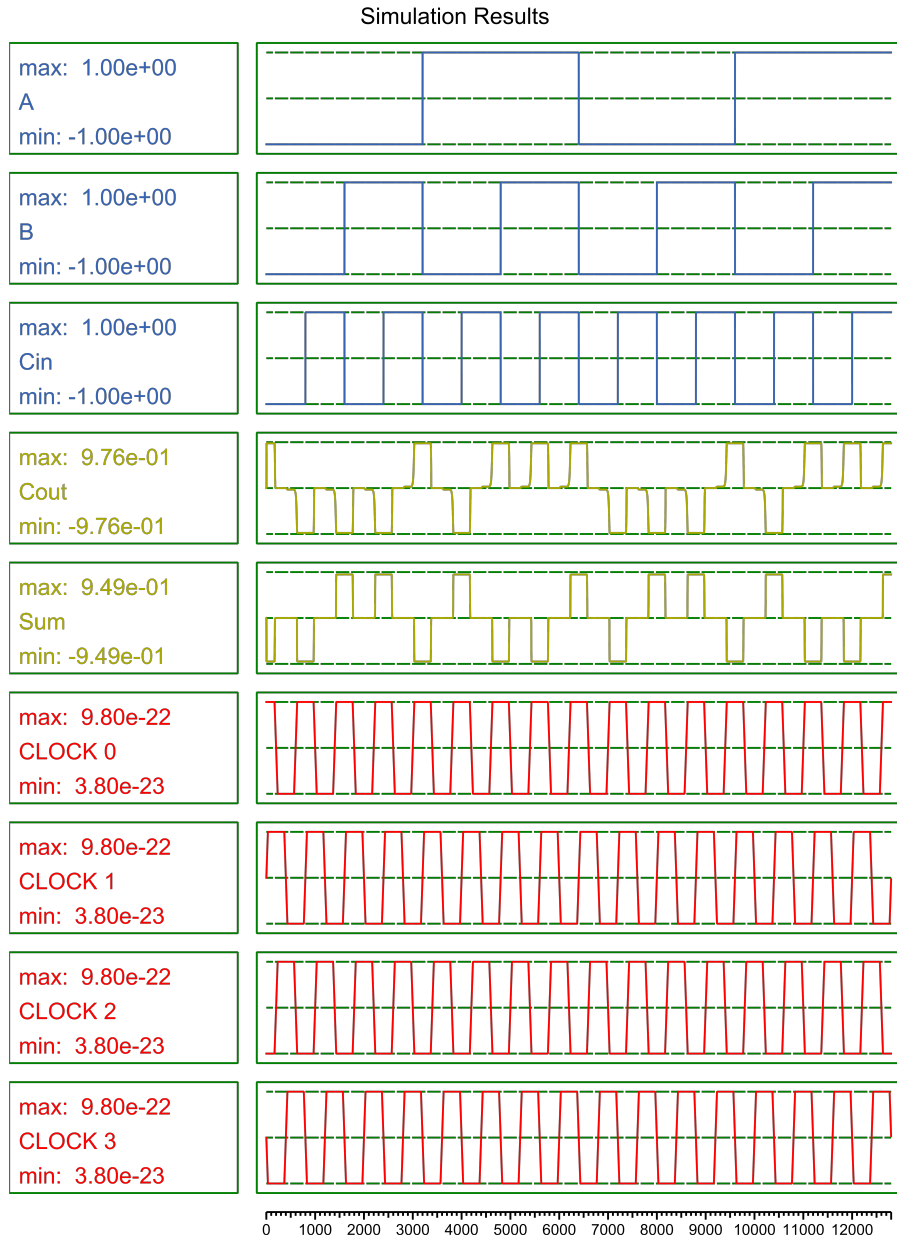 Simulation Results
max:  1.00e+00
A
min: -1.00e+00
max:  1.00e+00
B
min: -1.00e+00
max:  1.00e+00
Cin
min: -1.00e+00
max:  9.76e-01
Cout
min: -9.76e-01
max:  9.49e-01
Sum
min: -9.49e-01
max:  9.80e-22
CLOCK 0
min:  3.80e-23
max:  9.80e-22
CLOCK 1
min:  3.80e-23
max:  9.80e-22
CLOCK 2
min:  3.80e-23
max:  9.80e-22
CLOCK 3
min:  3.80e-23
0 1000 2000 3000 4000 5000 6000 7000 8000 9000 10000 11000 12000